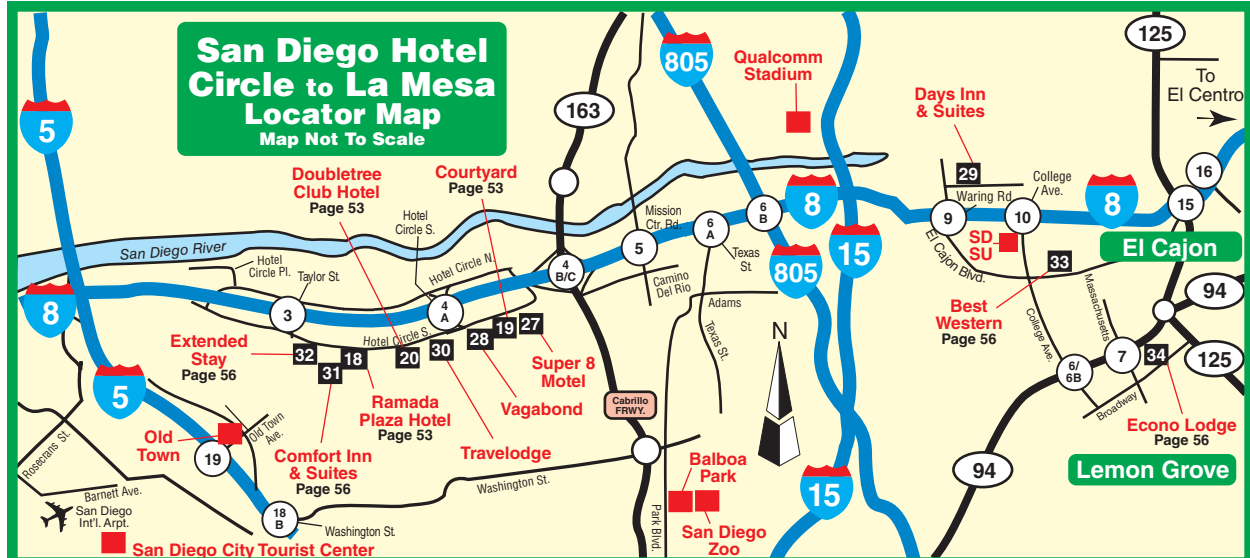 San Diego Hotel
Circle to La Mesa
Locator Map
Map Not To Scale
5
163
805
Qualcomm
Stadium
15
125
To
El Centro
Days Inn
& Suites
29
Waring Rd
College
Ave.
16
15
8
9
10
8
El Cajon
SD
SU
El Cajon Blvd.
33
Best
Western
Page 56
College Ave.
Massachusetts
94
125
6/
6B
7
34
Broadway
Econo Lodge
Page 56
Lemon Grove
94
Doubletree
Club Hotel
Page 53
Courtyard
Page 53
Hotel
Circle S.
San Diego River
Hotel
Circle Pl.
Taylor St.
Hotel Circle N.
4
B/C
5
Mission
Ctr. Rd.
6
A
6
B
Texas
St
805
15
Camino
Del Rio
Adams
Texas St.
8
3
4
A
Hotel Circle S.
32
31
18
20
30
28
19
27
Extended
Stay
Page 56
Super 8
Motel
Vagabond
Ramada
Plaza Hotel
Page 53
Travelodge
Comfort Inn
& Suites
Page 56
5
Old
Town
Old Town
Ave.
19
18
B
Rosecrans St.
Barnett Ave.
San Diego
Int'l. Arpt.
San Diego City Tourist Center
Washington St.
Washington St.
Cabrillo
FRWY.
N
Park Blvd.
Balboa
Park
San Diego
Zoo
15